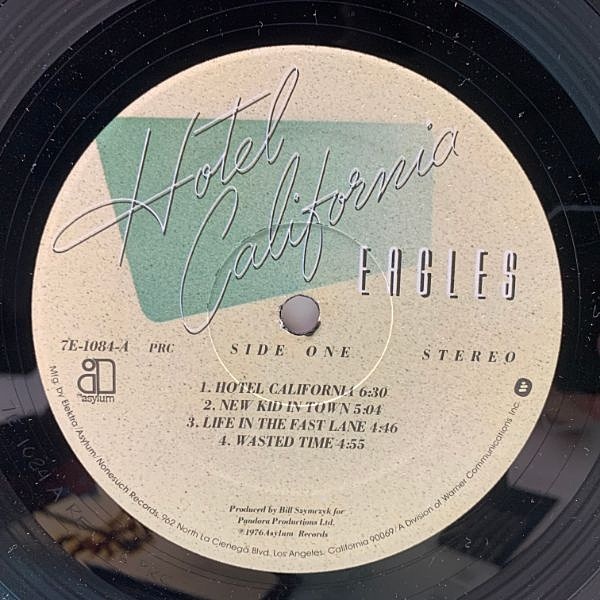 Hotel
California
EAGLES
7E-1084-A PRC SIDE ONE STEREO
asylum
1. HOTEL CALIFORNIA 6:30
2. NEW KID IN TOWN 5:04
3. LIFE IN THE FAST LANE 4:46
4. WASTED TIME 4:55
Produced by Bill Szymczyk for
Pandora Productions Ltd.
℗1976 Asylum Records
Mfg. by Elektra/Asylum/Nonesuch Records, 962 North La Cienega Blvd., Los Angeles, California 90069/A Division of Warner Communications Inc.